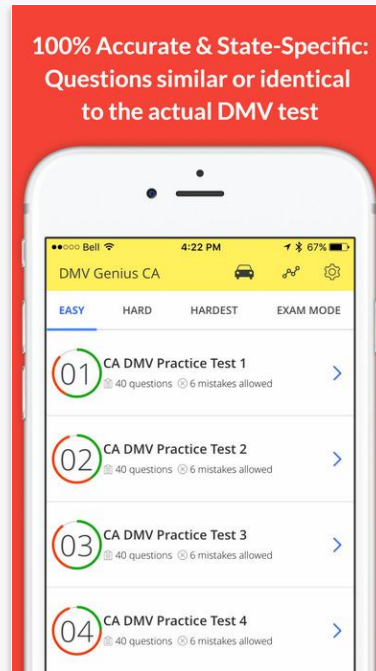 100% Accurate & State-Specific:
Questions similar or identical
to the actual DMV test
Bell 4:22 PM 67%
DMV Genius CA
EASY HARD HARDEST EXAM MODE
01 CA DMV Practice Test 1
40 questions 6 mistakes allowed
02 CA DMV Practice Test 2
40 questions 6 mistakes allowed
03 CA DMV Practice Test 3
40 questions 6 mistakes allowed
04 CA DMV Practice Test 4
40 questions 6 mistakes allowed